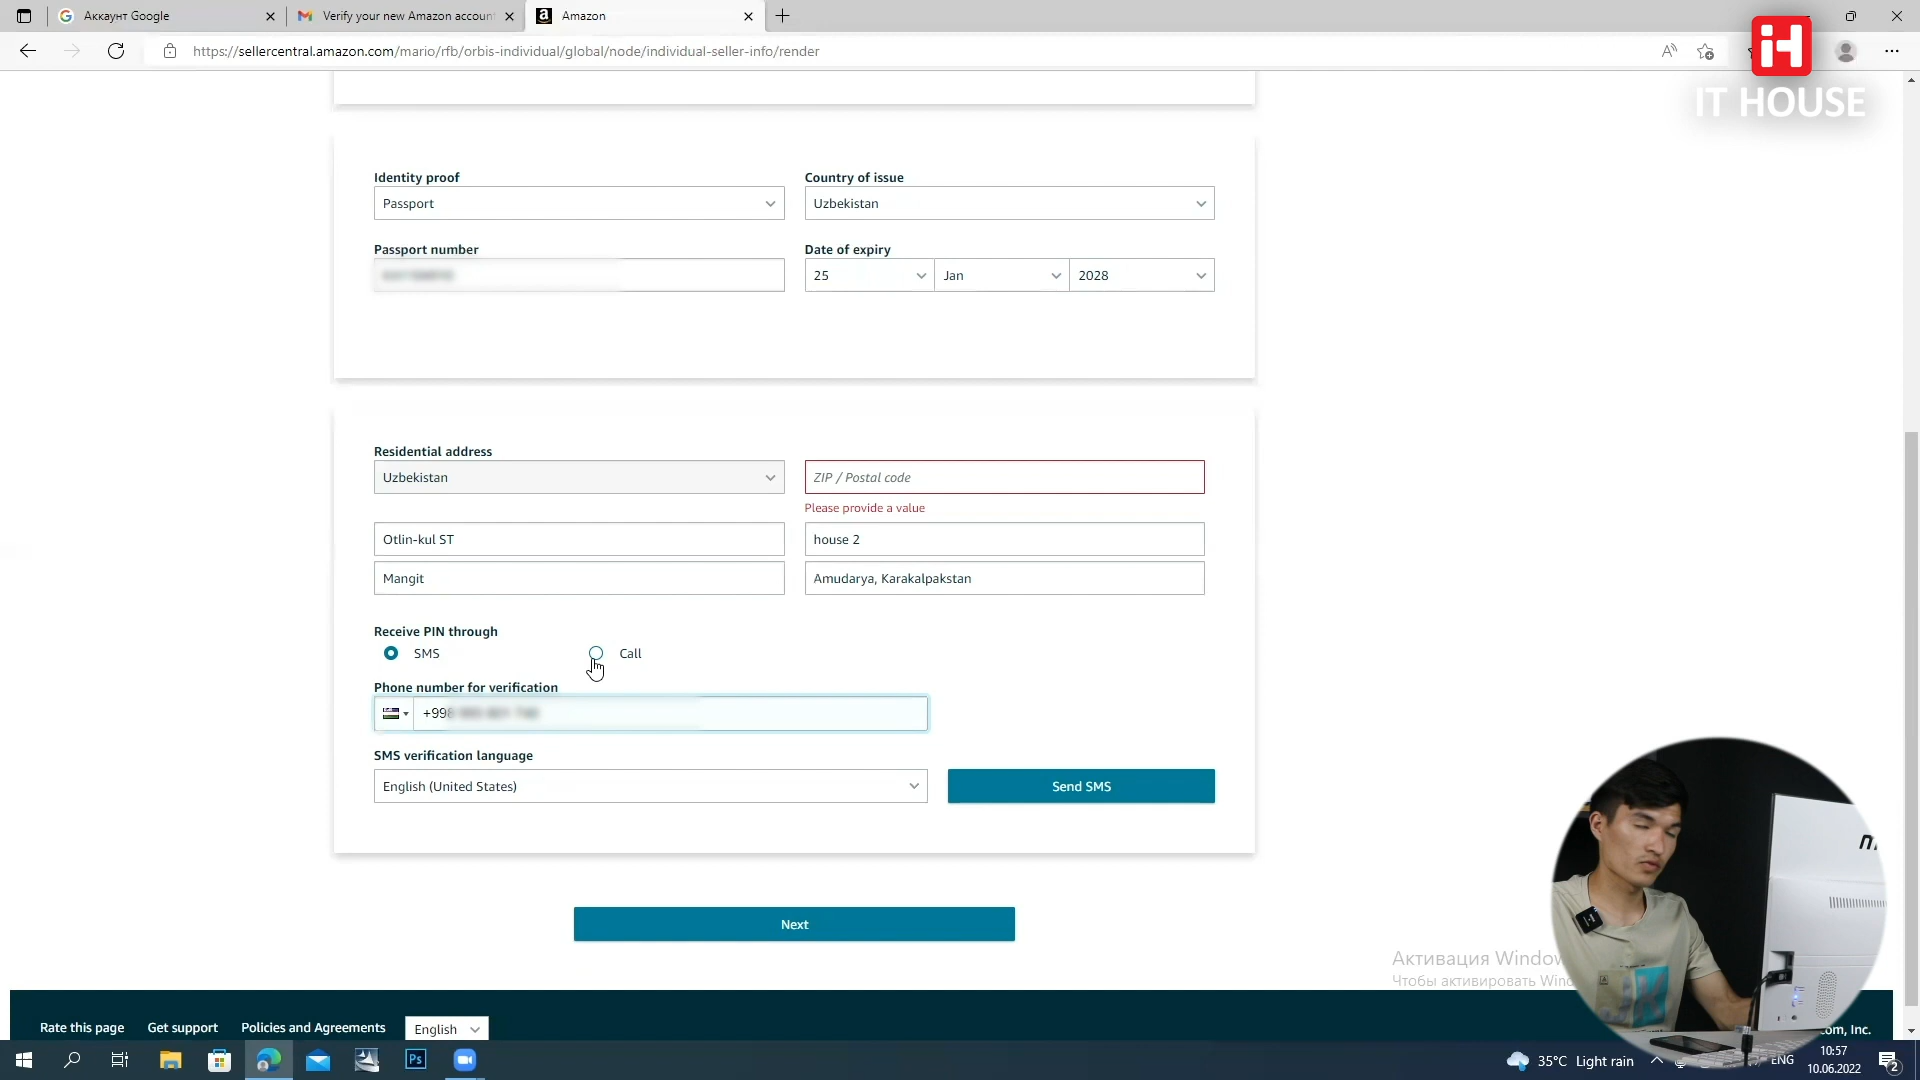 Аккаунт Google
Verify your new Amazon account
Amazon
https://sellercentral.amazon.com/mario/rfb/orbis-individual/global/node/individual-seller-info/render
IT HOUSE
Identity proof
Country of issue
Passport
Uzbekistan
Passport number
Date of expiry
25
Jan
2028
Residential address
Uzbekistan
ZIP / Postal code
Please provide a value
Otlin-kul ST
house 2
Mangit
Amudarya, Karakalpakstan
Receive PIN through
SMS
Call
Phone number for verification
+998
SMS verification language
English (United States)
Send SMS
Next
Активация Window
Чтобы активировать Wind
Rate this page
Get support
Policies and Agreements
English
om, Inc.
Ps
35°C Light rain
ENG
10:57
10.06.2022
2